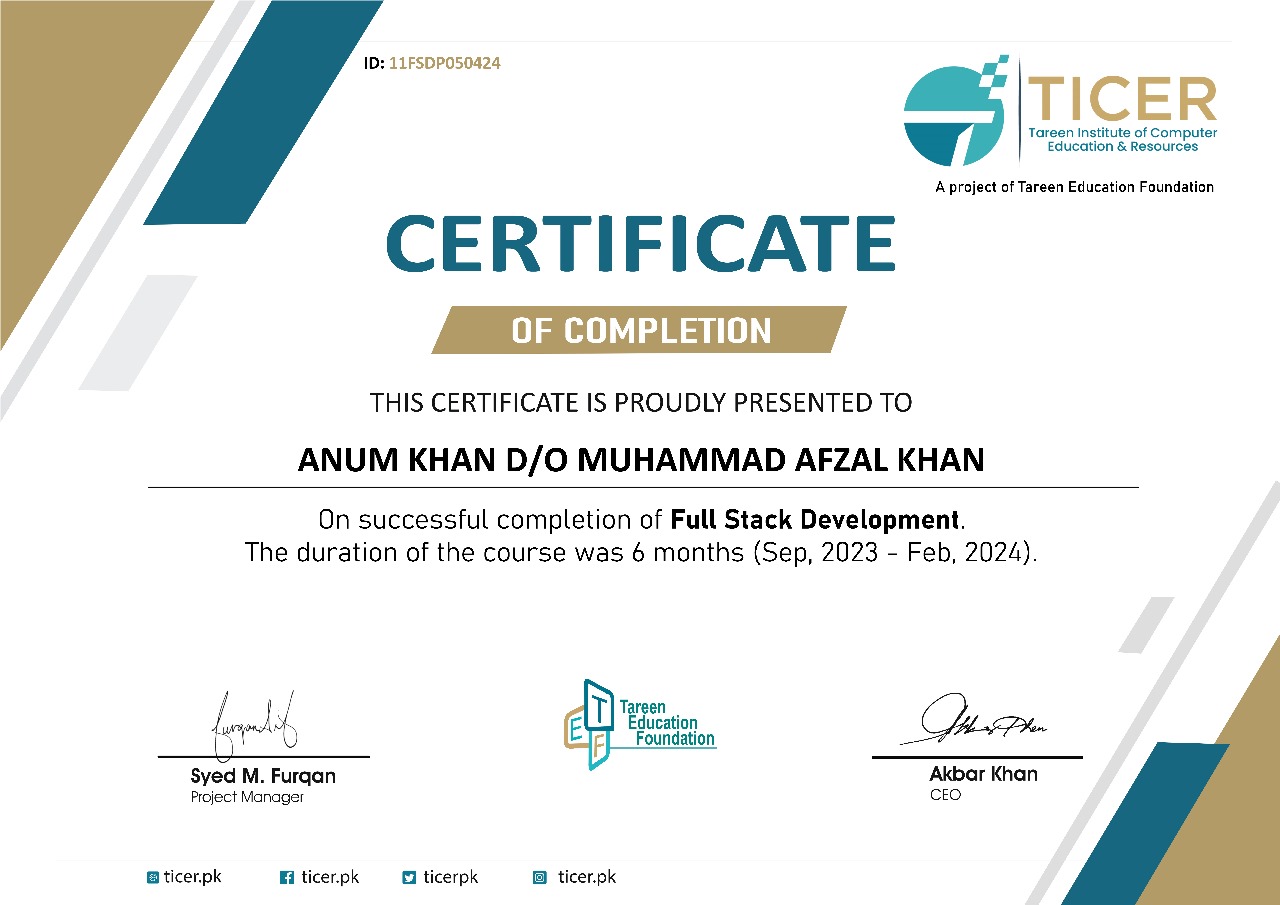 ID: 11FSDP050424
TICER
Tareen Institute of Computer
Education & Resources
A project of Tareen Education Foundation
CERTIFICATE
OF COMPLETION
THIS CERTIFICATE IS PROUDLY PRESENTED TO
ANUM KHAN D/O MUHAMMAD AFZAL KHAN
On successful completion of Full Stack Development.
The duration of the course was 6 months (Sep, 2023 - Feb, 2024).
Syed M. Furqan
Project Manager
T
E
F
Tareen
Education
Foundation
Akbar Khan
CEO
ticer.pk
ticer.pk
ticerpk
ticer.pk